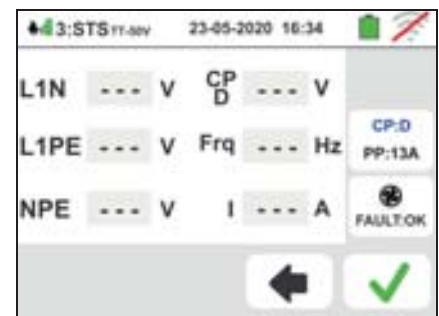 3:STS TT-50V 23-05-2020 16:34
L1N --- V CP D --- V
CP:D
L1PE --- V Frq --- Hz
PP:13A
NPE --- V I --- A
FAULT:OK